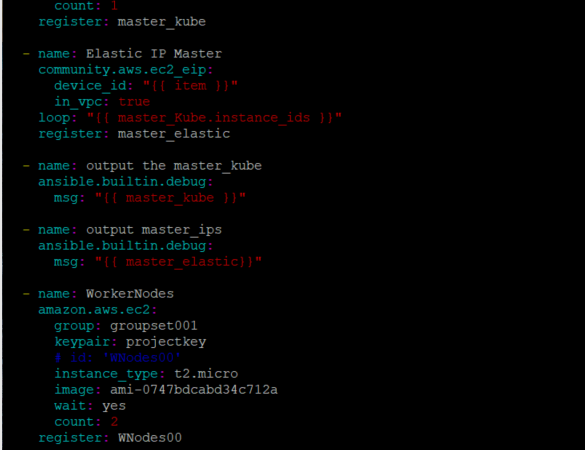 count: 1
register: master_kube
- name: Elastic IP Master
community.aws.ec2_eip:
device_id: "{{ item }}"
in_vpc: true
loop: "{{ master_Kube.instance_ids }}"
register: master_elastic
- name: output the master_kube
ansible.builtin.debug:
msg: "{{ master_kube }}"
- name: output master_ips
ansible.builtin.debug:
msg: "{{ master_elastic}}"
- name: WorkerNodes
amazon.aws.ec2:
group: groupset001
keypair: projectkey
# id: 'WNodes00'
instance_type: t2.micro
image: ami-0747bdcabd34c712a
wait: yes
count: 2
register: WNodes00